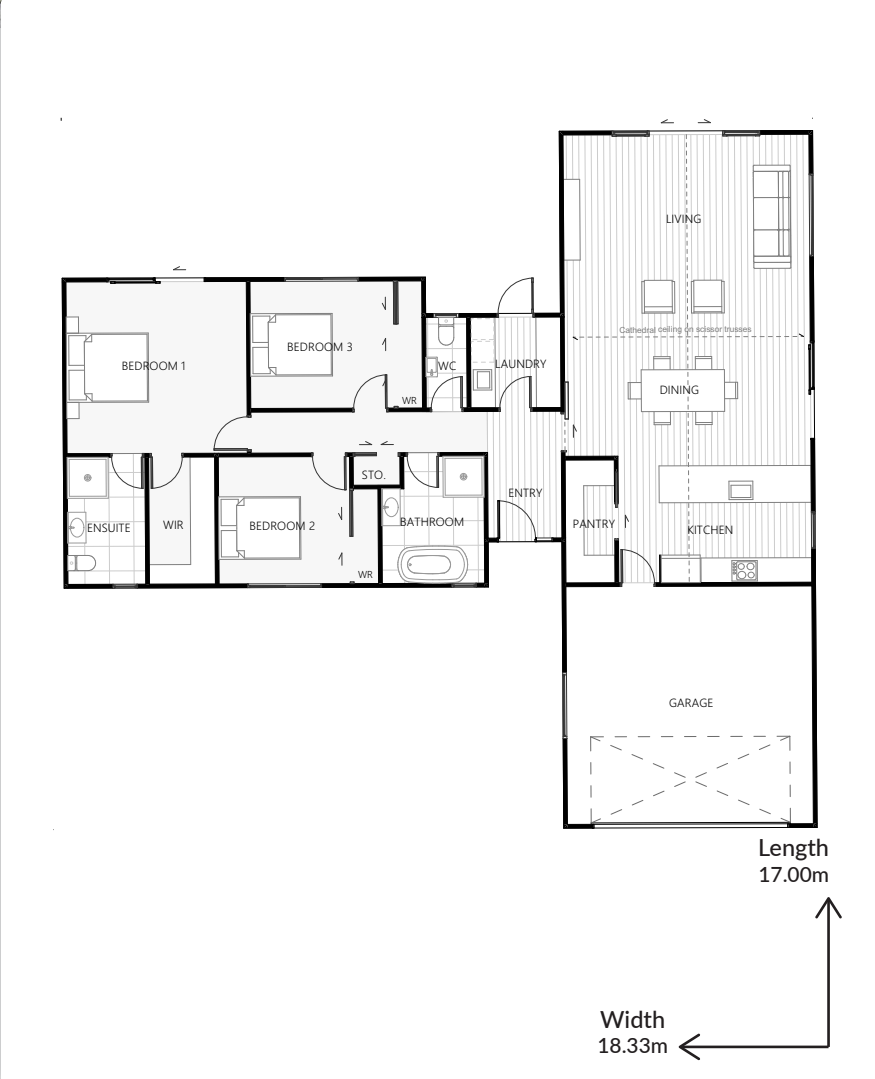 LIVING
Cathedral ceiling on scissor trusses
BEDROOM 1
BEDROOM 3
WR
WC
LAUNDRY
DINING
STO.
ENTRY
ENSUITE
WIR
BEDROOM 2
WR
BATHROOM
PANTRY
KITCHEN
GARAGE
Length
17.00m
Width
18.33m